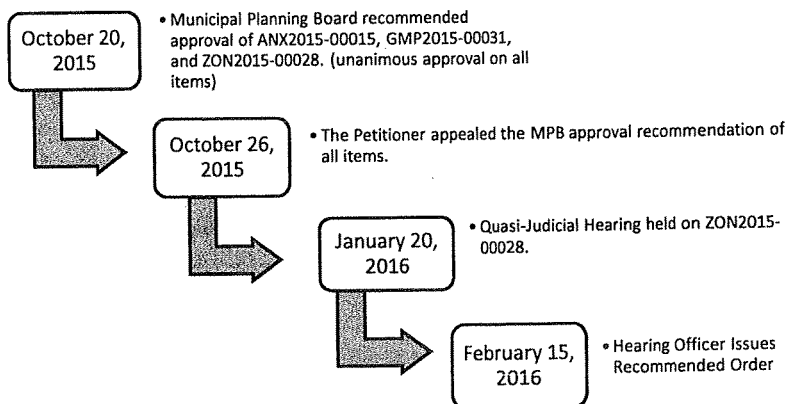 October 20,
2015
• Municipal Planning Board recommended
approval of ANX2015-00015, GMP2015-00031,
and ZON2015-00028. (unanimous approval on all
items)
October 26,
2015
• The Petitioner appealed the MPB approval recommendation of
all items.
January 20,
2016
• Quasi-Judicial Hearing held on ZON2015-
00028.
February 15,
2016
• Hearing Officer Issues
Recommended Order